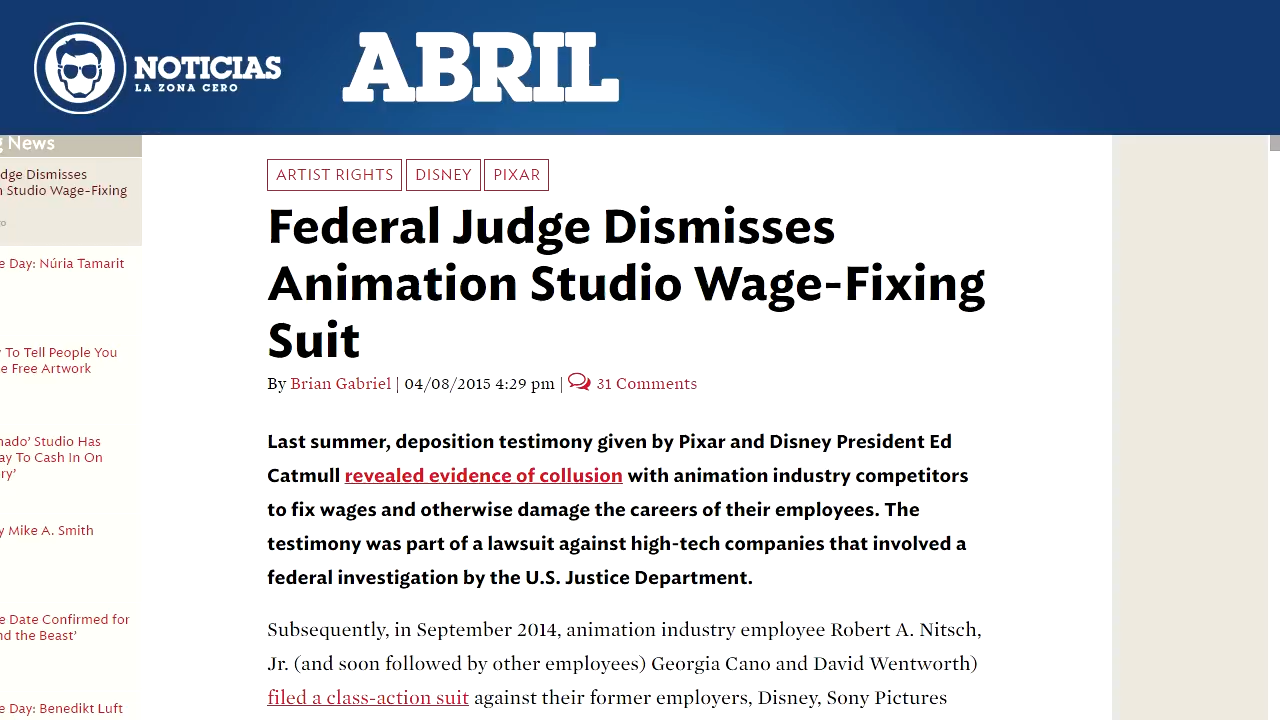 NOTICIAS
LA ZONA CERO
ABRIL
g News
dge Dismisses
n Studio Wage-Fixing
e Day: Núria Tamarit
To Tell People You
e Free Artwork
nado’ Studio Has
ay To Cash In On
ry’
y Mike A. Smith
e Date Confirmed for
nd the Beast’
e Day: Benedikt Luft
ARTIST RIGHTS DISNEY PIXAR
Federal Judge Dismisses
Animation Studio Wage-Fixing
Suit
By Brian Gabriel | 04/08/2015 4:29 pm | 31 Comments
Last summer, deposition testimony given by Pixar and Disney President Ed
Catmull revealed evidence of collusion with animation industry competitors
to fix wages and otherwise damage the careers of their employees. The
testimony was part of a lawsuit against high-tech companies that involved a
federal investigation by the U.S. Justice Department.
Subsequently, in September 2014, animation industry employee Robert A. Nitsch,
Jr. (and soon followed by other employees) Georgia Cano and David Wentworth)
filed a class-action suit against their former employers, Disney, Sony Pictures